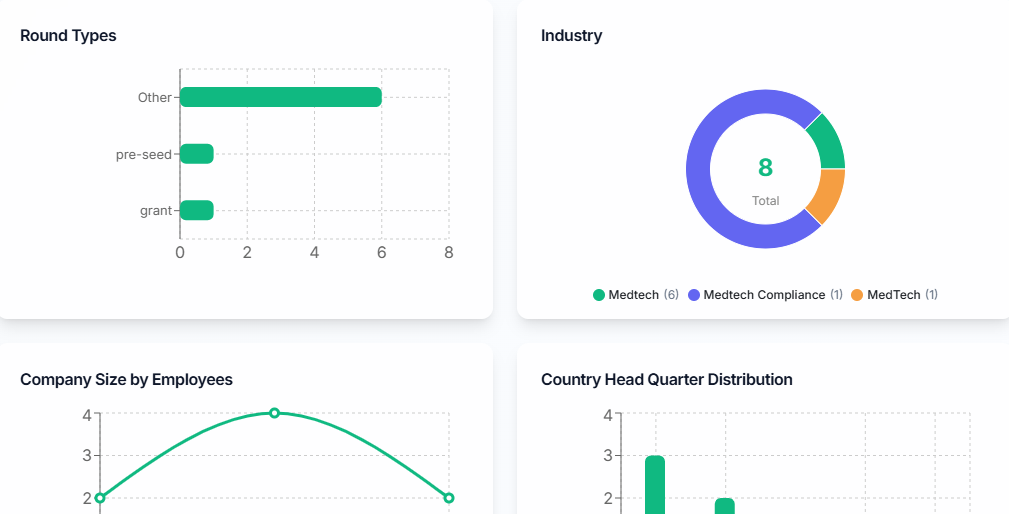 Round Types
Other
pre-seed
grant
0 2 4 6 8
Industry
8
Total
Medtech (6) Medtech Compliance (1) MedTech (1)
Company Size by Employees
4
3
2
Country Head Quarter Distribution
4
3
2